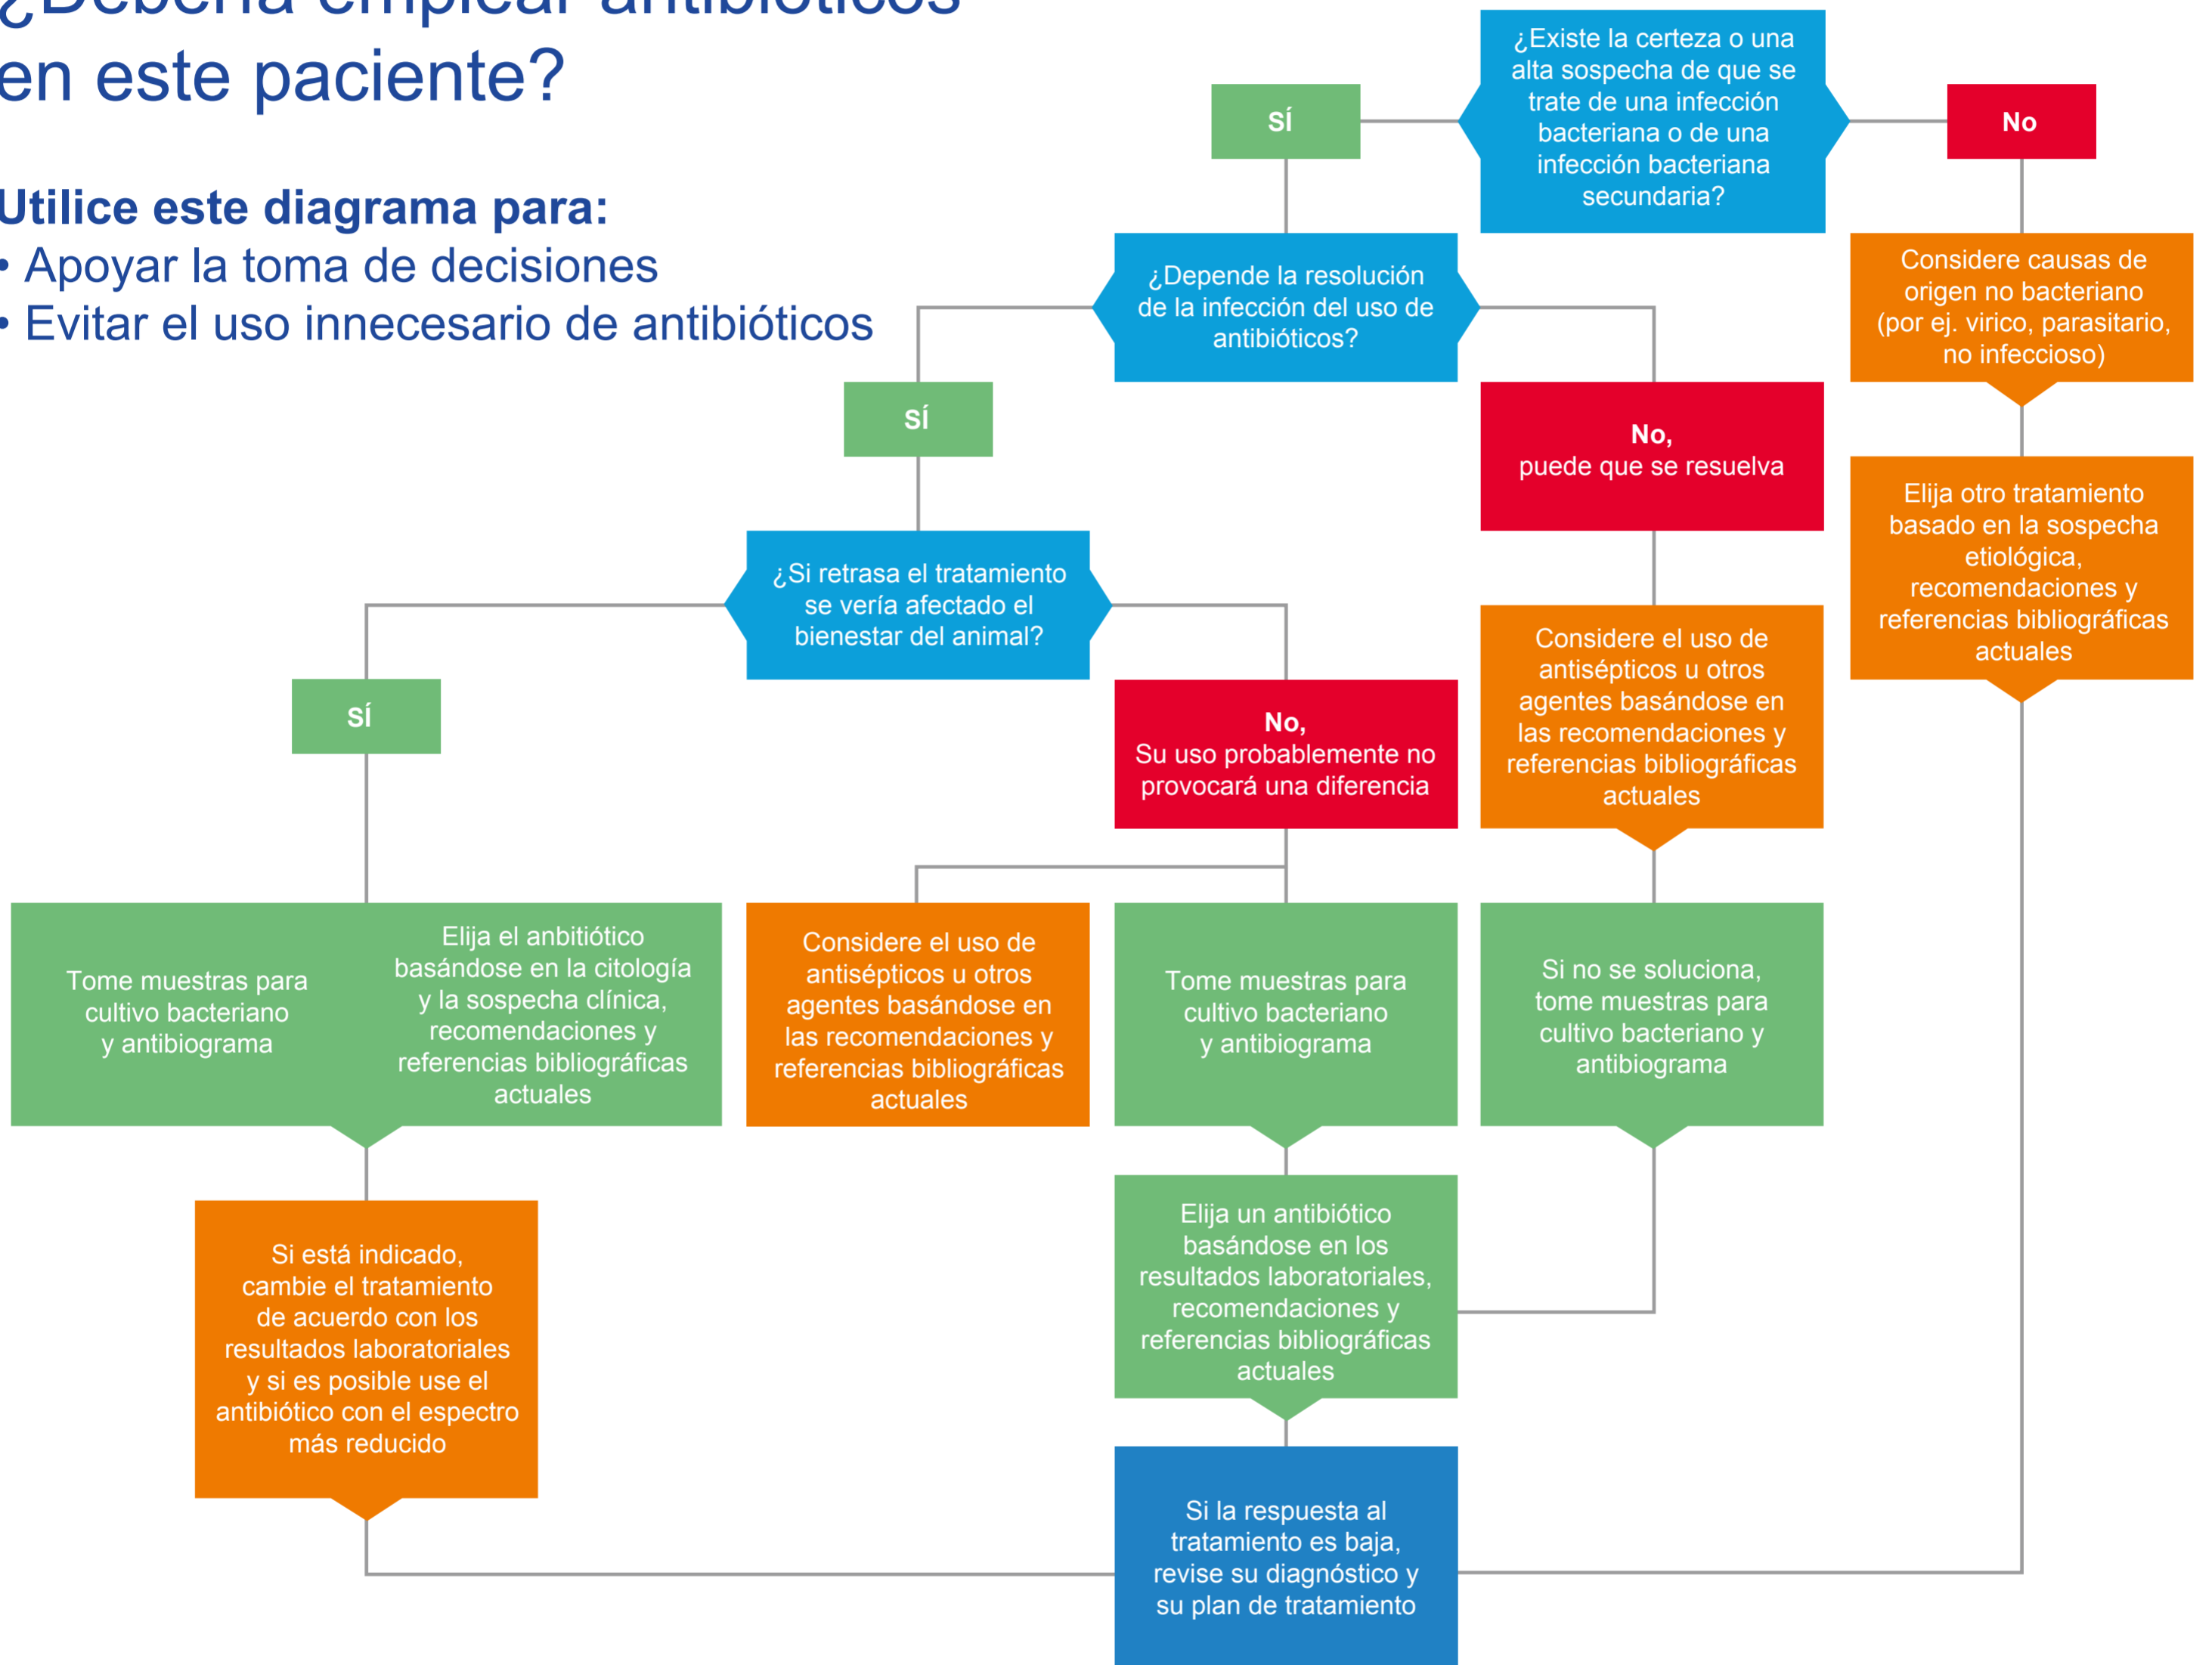 ¿Debería emplear antibióticos
en este paciente?
Utilice este diagrama para:
• Apoyar la toma de decisiones
• Evitar el uso innecesario de antibióticos
¿Existe la certeza o una
alta sospecha de que se
trate de una infección
bacteriana o de una
infección bacteriana
secundaria?
SÍ
No
¿Depende la resolución
de la infección del uso de
antibióticos?
Considere causas de
origen no bacteriano
(por ej. virico, parasitario,
no infeccioso)
SÍ
No,
puede que se resuelva
Elija otro tratamiento
basado en la sospecha
etiológica,
recomendaciones y
referencias bibliográficas
actuales
¿Si retrasa el tratamiento
se vería afectado el
bienestar del animal?
Considere el uso de
antisépticos u otros
agentes basándose en
las recomendaciones y
referencias bibliográficas
actuales
SÍ
No,
Su uso probablemente no
provocará una diferencia
Tome muestras para
cultivo bacteriano
y antibiograma
Elija el anbitiótico
basándose en la citología
y la sospecha clínica,
recomendaciones y
referencias bibliográficas
actuales
Considere el uso de
antisépticos u otros
agentes basándose en
las recomendaciones y
referencias bibliográficas
actuales
Tome muestras para
cultivo bacteriano
y antibiograma
Si no se soluciona,
tome muestras para
cultivo bacteriano y
antibiograma
Si está indicado,
cambie el tratamiento
de acuerdo con los
resultados laboratoriales
y si es posible use el
antibiótico con el espectro
más reducido
Elija un antibiótico
basándose en los
resultados laboratoriales,
recomendaciones y
referencias bibliográficas
actuales
Si la respuesta al
tratamiento es baja,
revise su diagnóstico y
su plan de tratamiento